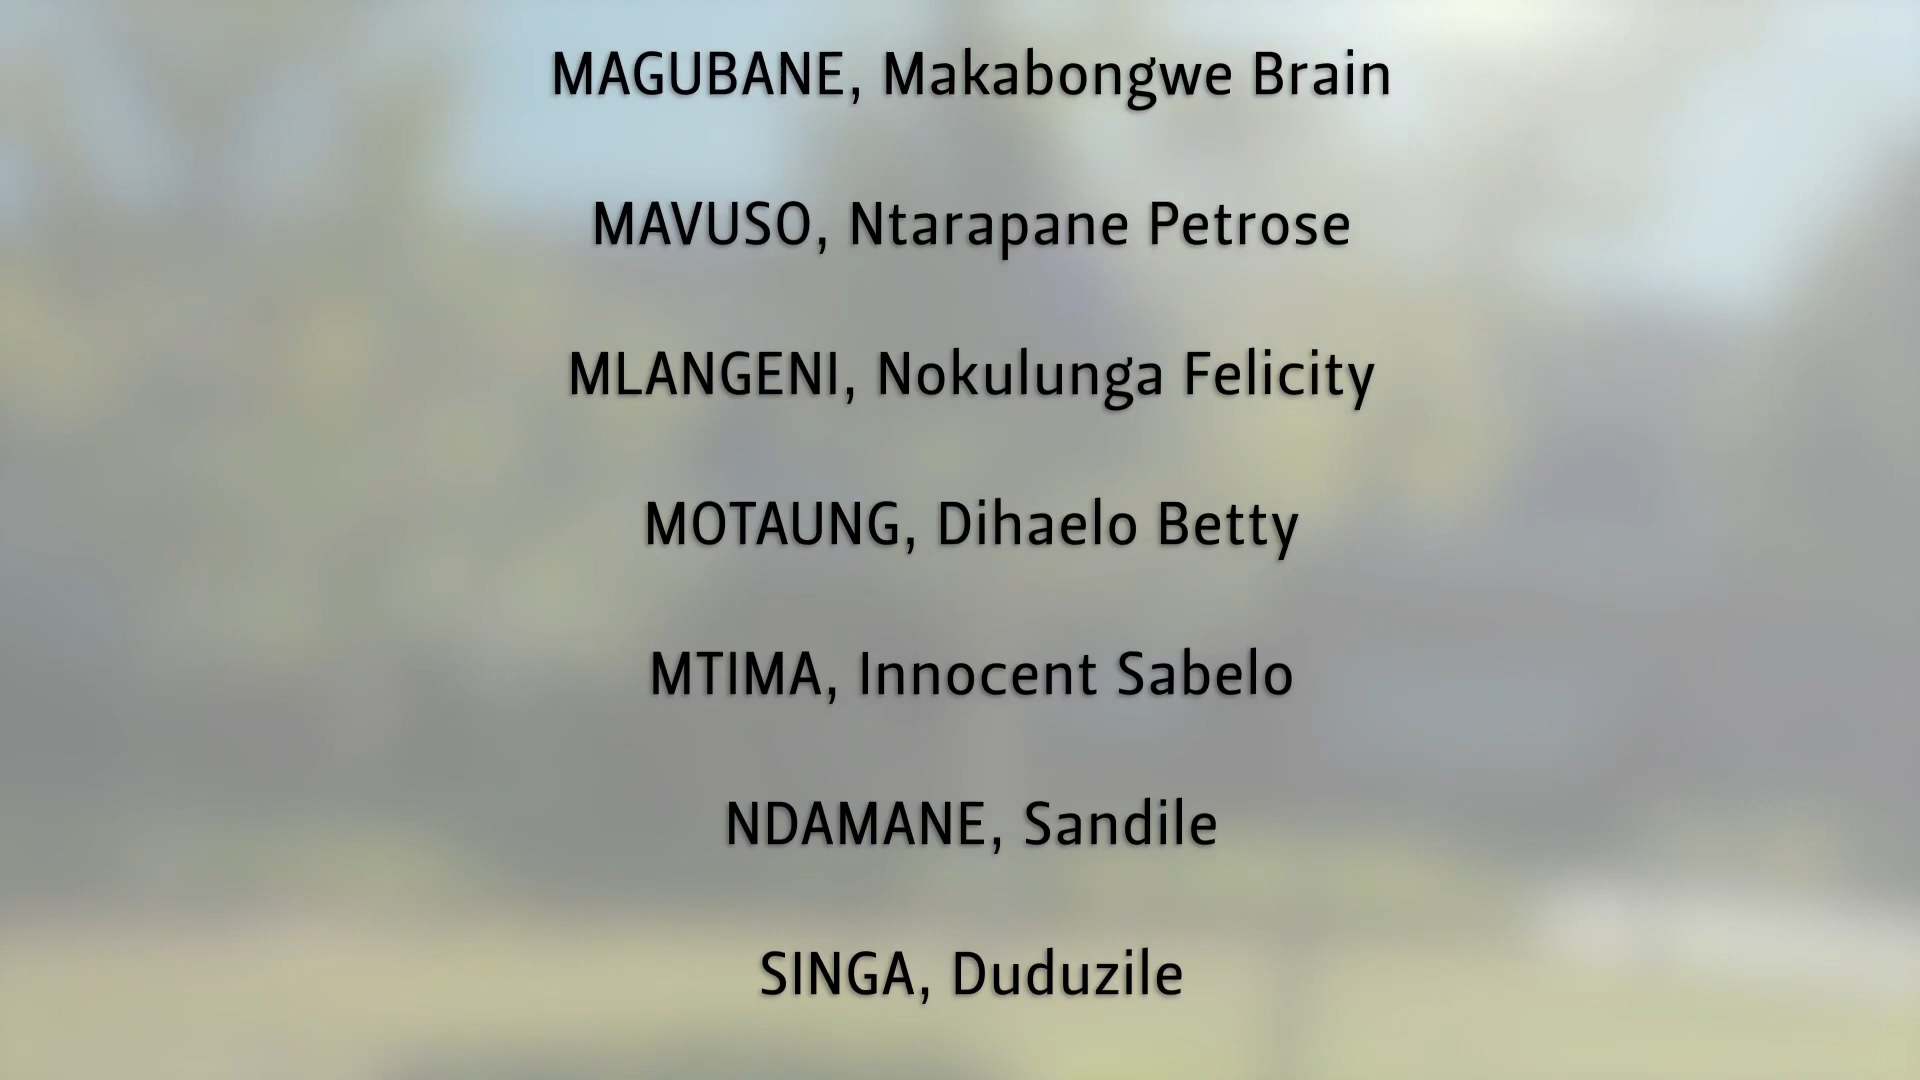 MAGUBANE, Makabongwe Brain
MAVUSO, Ntarapane Petrose
MLANGENI, Nokulunga Felicity
MOTAUNG, Dihaelo Betty
MTIMA, Innocent Sabelo
NDAMANE, Sandile
SINGA, Duduzile